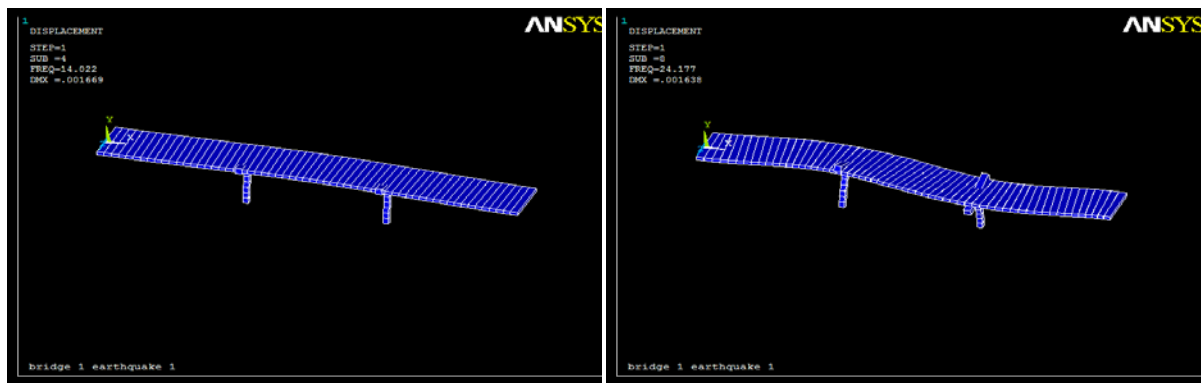 1
ANSYS
DISPLACEMENT
STEP=1
SUB =4
FREQ=14.022
DMX =.001669
Y
X
bridge 1 earthquake 1
1
ANSYS
DISPLACEMENT
STEP=1
SUB =8
FREQ=24.177
DMX =.001638
Y
X
bridge 1 earthquake 1